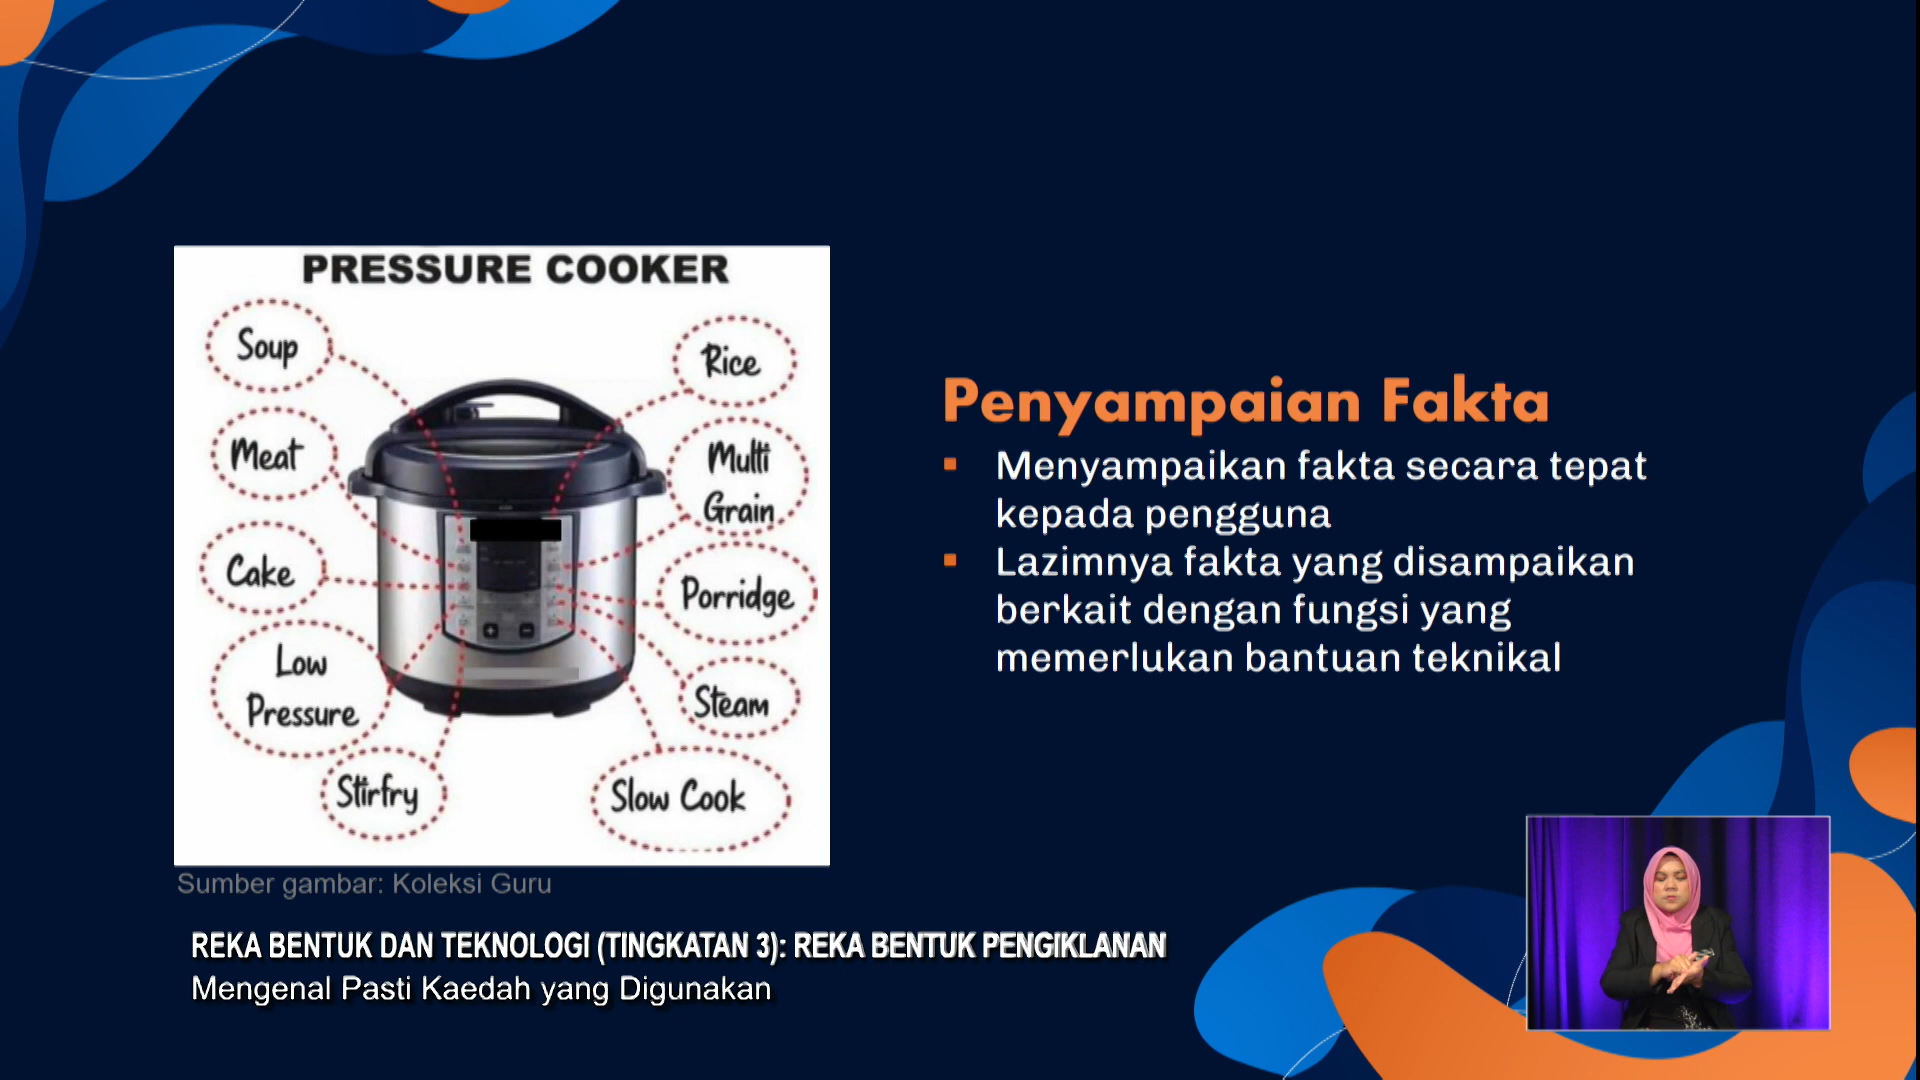 PRESSURE COOKER
Soup
Rice
Meat
Multi
Grain
Cake
Porridge
Low
Pressure
Steam
Stirfry
Slow Cook
Sumber gambar: Koleksi Guru
Penyampaian Fakta
▪ Menyampaikan fakta secara tepat
kepada pengguna
▪ Lazimnya fakta yang disampaikan
berkait dengan fungsi yang
memerlukan bantuan teknikal
REKA BENTUK DAN TEKNOLOGI (TINGKATAN 3): REKA BENTUK PENGIKLANAN
Mengenal Pasti Kaedah yang Digunakan